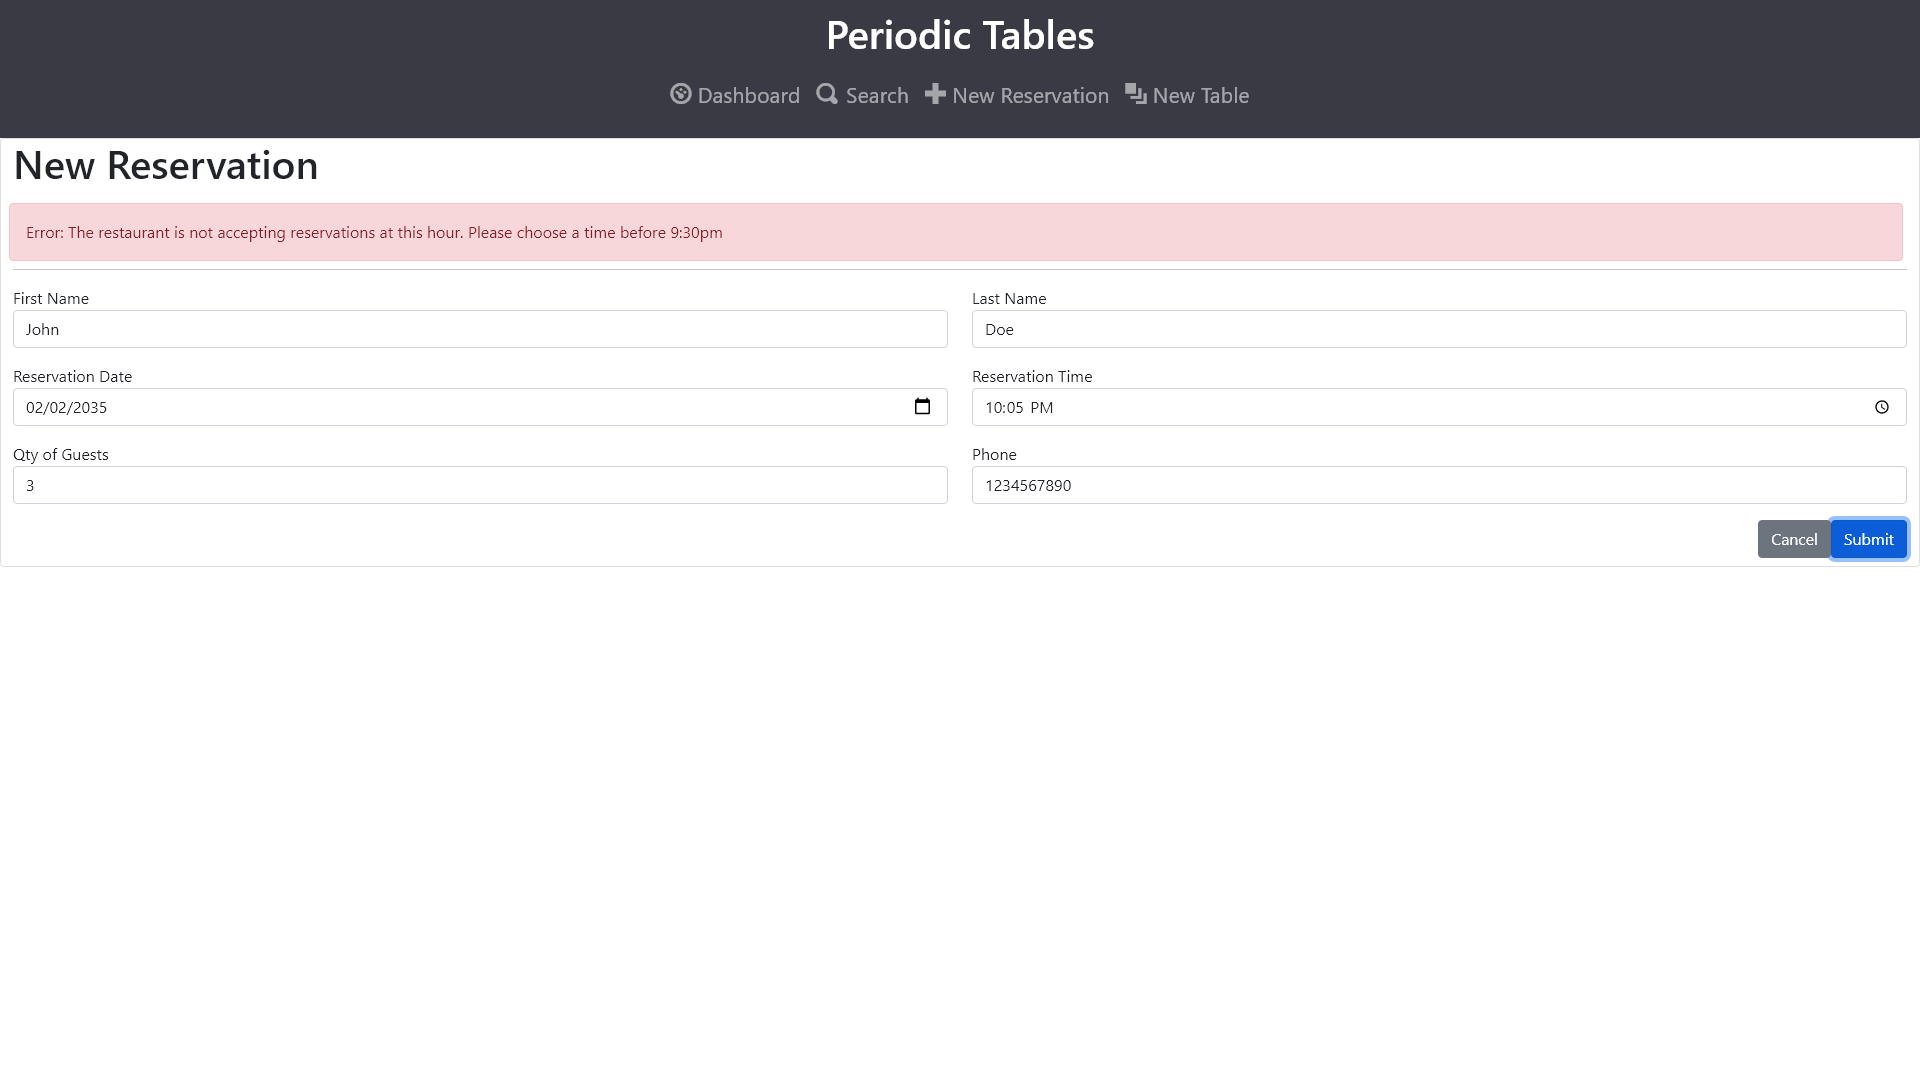 Periodic Tables
Dashboard Search New Reservation New Table
New Reservation
Error: The restaurant is not accepting reservations at this hour. Please choose a time before 9:30pm
First Name
Last Name
John
Doe
Reservation Date
Reservation Time
02/02/2035
10:05 PM
Qty of Guests
Phone
3
1234567890
Cancel Submit